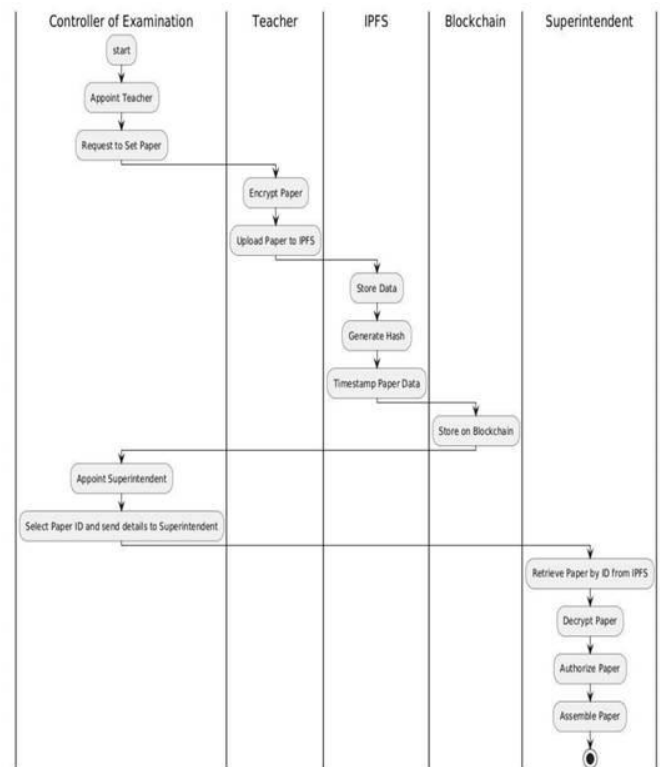 Controller of Examination Teacher IPFS Blockchain Superintendent
start
Appoint Teacher
Request to Set Paper
Encrypt Paper
Upload Paper to IPFS
Store Data
Generate Hash
Timestamp Paper Data
Store on Blockchain
Appoint Superintendent
Select Paper ID and send details to Superintendent
Retrieve Paper by ID from IPFS
Decrypt Paper
Authorize Paper
Assemble Paper